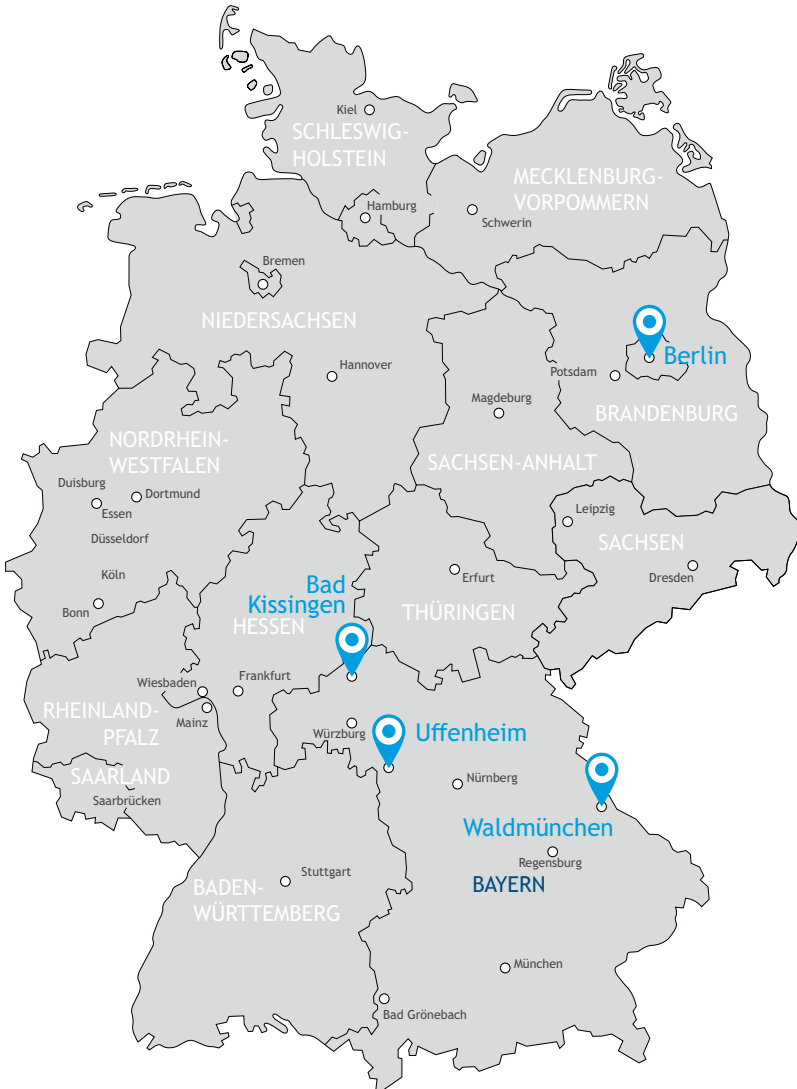 Kiel
SCHLESWIG-
HOLSTEIN
MECKLENBURG-
VORPOMMERN
Hamburg
Schwerin
Bremen
NIEDERSACHSEN
Berlin
Hannover
Potsdam
Magdeburg
BRANDENBURG
NORDRHEIN-
WESTFALEN
SACHSEN-ANHALT
Duisburg
Dortmund
Essen
Leipzig
Düsseldorf
SACHSEN
Köln
Erfurt
Dresden
Bad
Kissingen
Bonn
THÜRINGEN
HESSEN
Wiesbaden
Frankfurt
RHEINLAND-
PFALZ
Mainz
Würzburg
Uffenheim
SAARLAND
Nürnberg
Saarbrücken
Waldmünchen
Regensburg
Stuttgart
BADEN-
WÜRTTEMBERG
BAYERN
München
Bad Grönebach